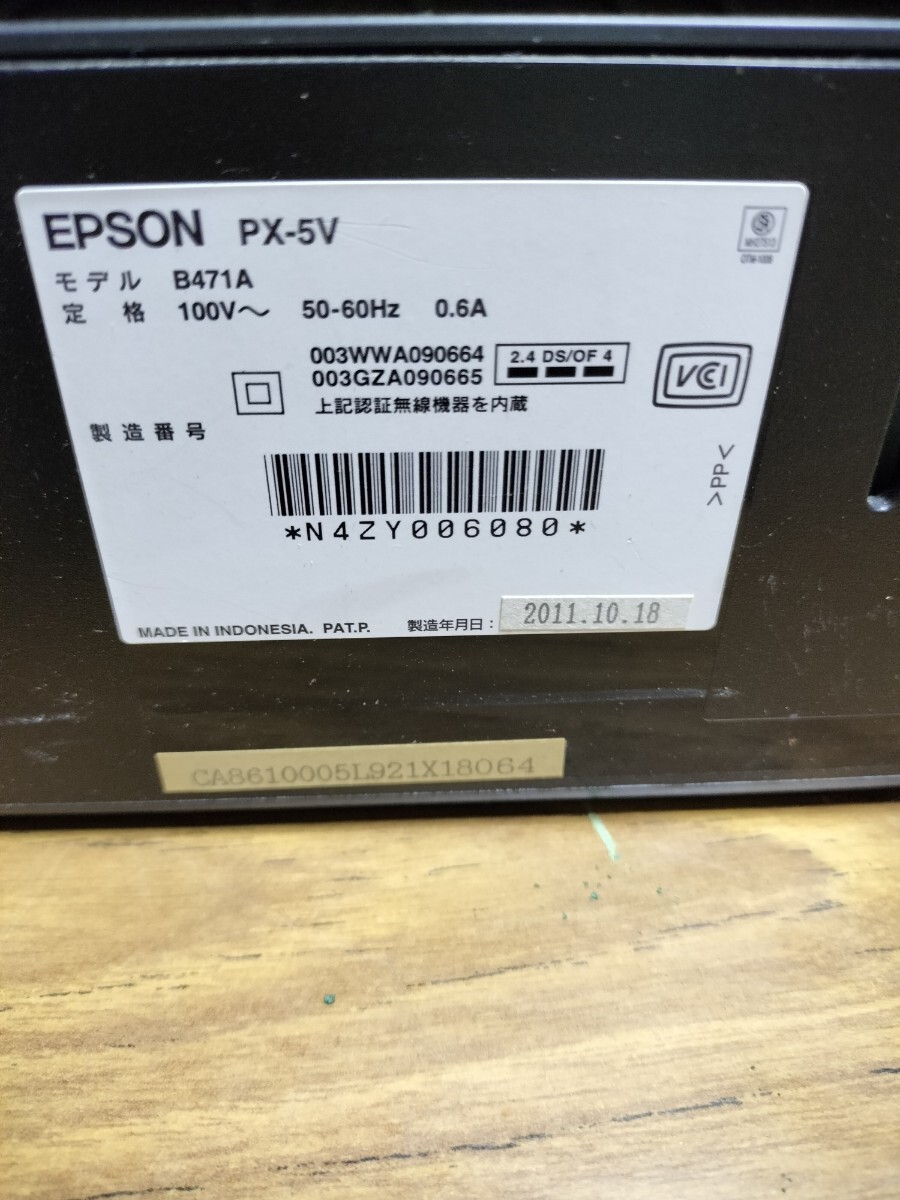 EPSON PX-5V
モデル B471A
定格 100V〜 50-60Hz 0.6A
003WWA090664
003GZA090665
2.4 DS/OF 4
上記認証無線機器を内蔵
VCCI
>PP<
製造番号
*N4ZY006080*
MADE IN INDONESIA. PAT.P. 製造年月日: 2011.10.18
CA8610005L921X18064